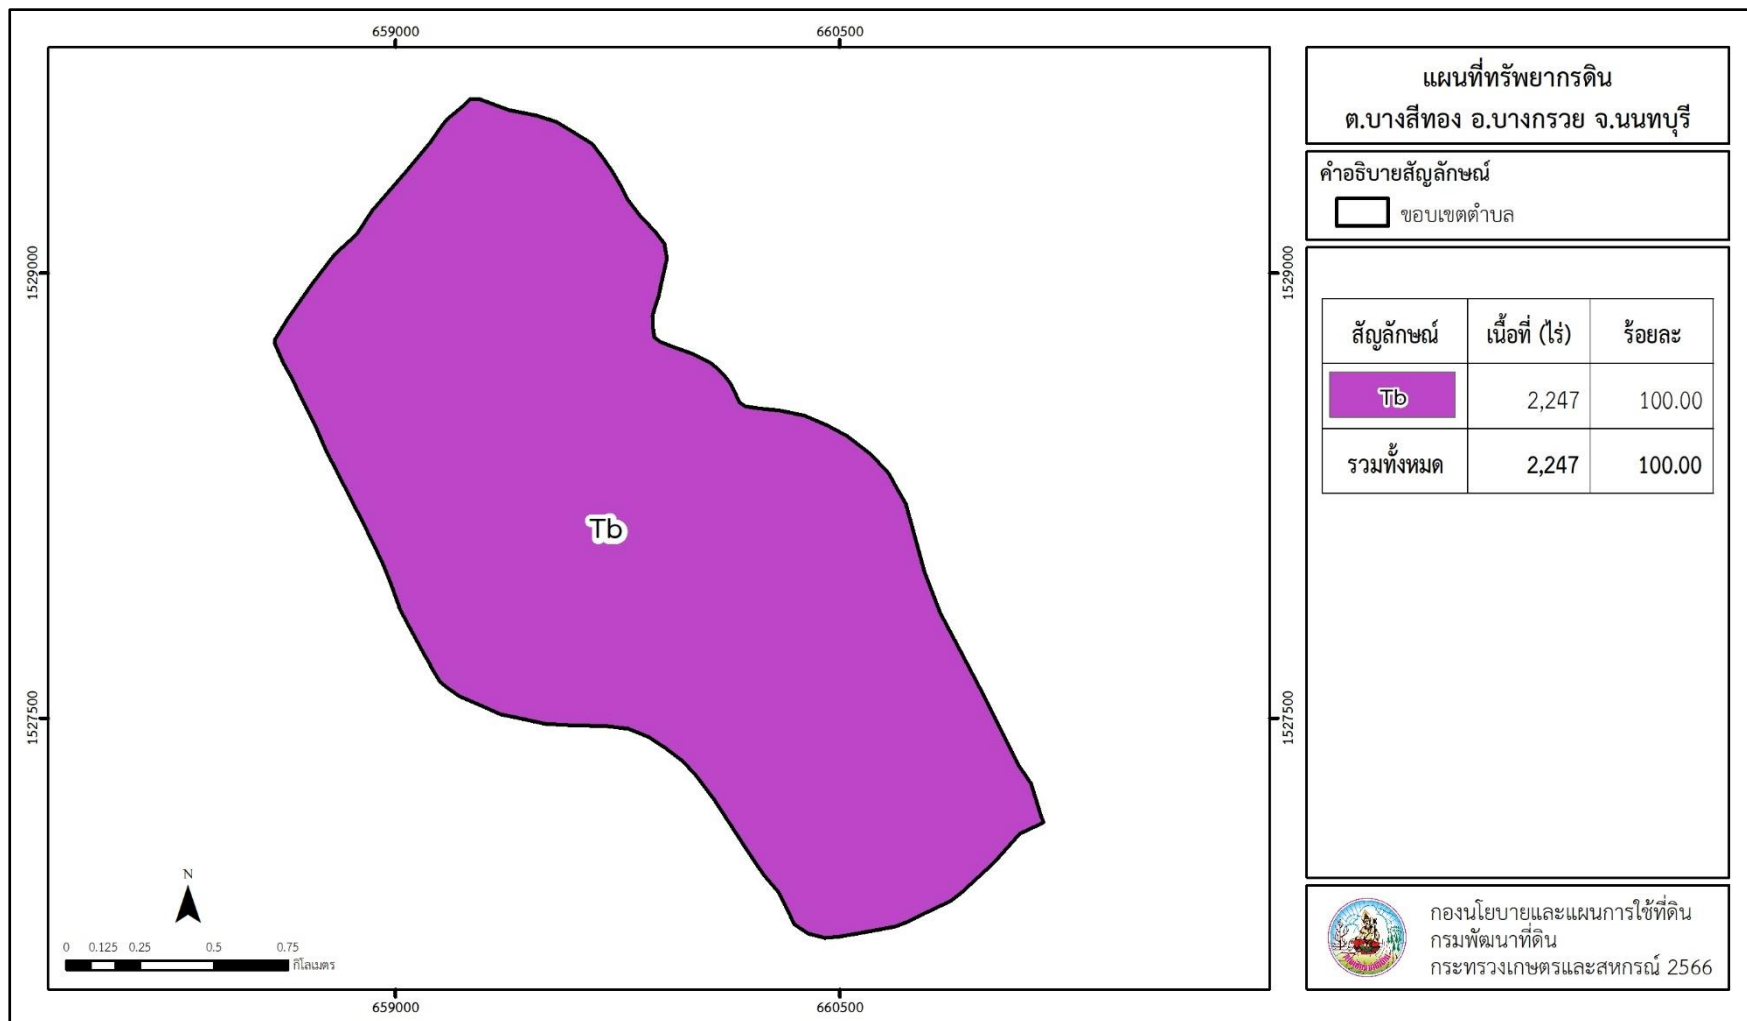 659000
660500
แผนที่ทรัพยากรดิน
ต.บางสีทอง อ.บางกรวย จ.นนทบุรี
คำอธิบายสัญลักษณ์
ขอบเขตตำบล
1529000
1529000
สัญลักษณ์ เนื้อที่ (ไร่) ร้อยละ
Tb 2,247 100.00
รวมทั้งหมด 2,247 100.00
Tb
1527500
1527500
N
0 0.125 0.25 0.5 0.75
กิโลเมตร
กองนโยบายและแผนการใช้ที่ดิน
กรมพัฒนาที่ดิน
กระทรวงเกษตรและสหกรณ์ 2566
659000
660500